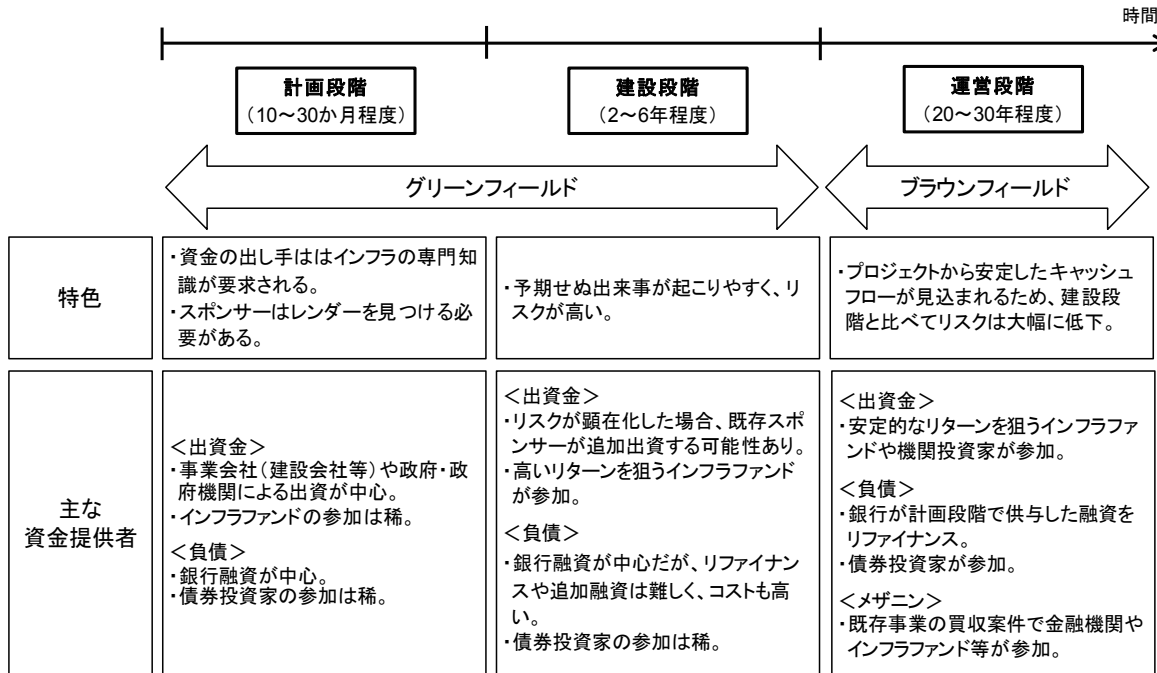 時間
計画段階
（10～30か月程度）
建設段階
（2～6年程度）
運営段階
（20～30年程度）
グリーンフィールド
ブラウンフィールド
特色
・資金の出し手ははインフラの専門知
識が要求される。
・スポンサーはレンダーを見つける必
要がある。
・予期せぬ出来事が起こりやすく、リ
スクが高い。
・プロジェクトから安定したキャッシュ
フローが見込まれるため、建設段
階と比べてリスクは大幅に低下。
主な
資金提供者
＜出資金＞
・事業会社（建設会社等）や政府・政
府機関による出資が中心。
・インフラファンドの参加は稀。
＜負債＞
・銀行融資が中心。
・債券投資家の参加は稀。
＜出資金＞
・リスクが顕在化した場合、既存スポ
ンサーが追加出資する可能性あり。
・高いリターンを狙うインフラファンド
が参加。
＜負債＞
・銀行融資が中心だが、リファイナン
スや追加融資は難しく、コストも高
い。
・債券投資家の参加は稀。
＜出資金＞
・安定的なリターンを狙うインフラファ
ンドや機関投資家が参加。
＜負債＞
・銀行が計画段階で供与した融資を
リファイナンス。
・債券投資家が参加。
＜メザニン＞
・既存事業の買収案件で金融機関や
インフラファンド等が参加。